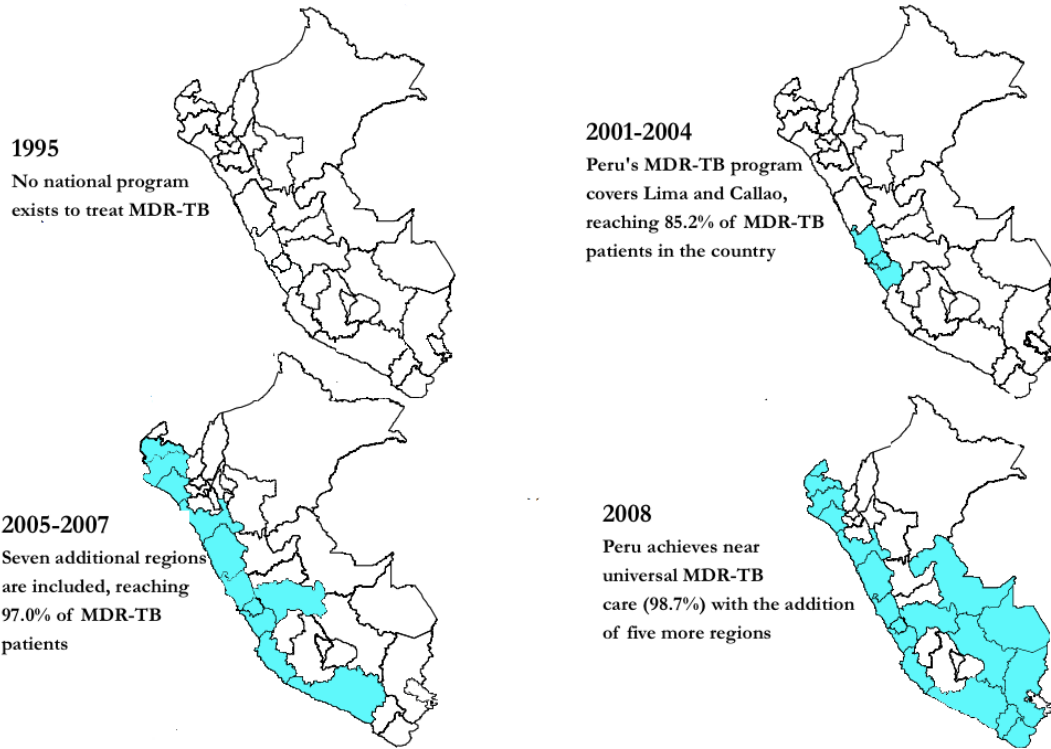 1995
No national program
exists to treat MDR-TB
2001-2004
Peru's MDR-TB program
covers Lima and Callao,
reaching 85.2% of MDR-TB
patients in the country
2005-2007
Seven additional regions
are included, reaching
97.0% of MDR-TB
patients
2008
Peru achieves near
universal MDR-TB
care (98.7%) with the addition
of five more regions